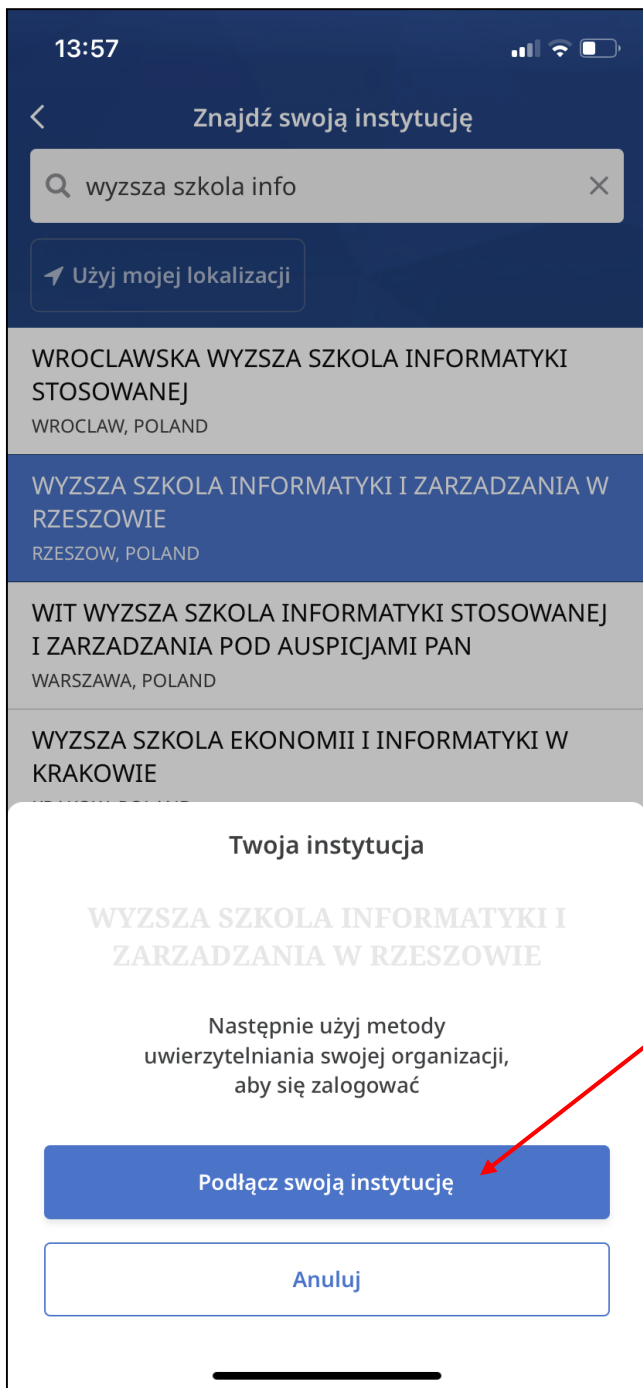 13:57
Znajdź swoją instytucję
wyzsza szkola info
Użyj mojej lokalizacji
WROCLAWSKA WYZSZA SZKOLA INFORMATYKI
STOSOWANEJ
WROCLAW, POLAND
WYZSZA SZKOLA INFORMATYKI I ZARZADZANIA W
RZESZOWIE
RZESZOW, POLAND
WIT WYZSZA SZKOLA INFORMATYKI STOSOWANEJ
I ZARZADZANIA POD AUSPICJAMI PAN
WARSZAWA, POLAND
WYZSZA SZKOLA EKONOMII I INFORMATYKI W
KRAKOWIE
Twoja instytucja
WYZSZA SZKOLA INFORMATYKI I
ZARZADZANIA W RZESZOWIE
Następnie użyj metody
uwierzytelniania swojej organizacji,
aby się zalogować
Podłącz swoją instytucję
Anuluj